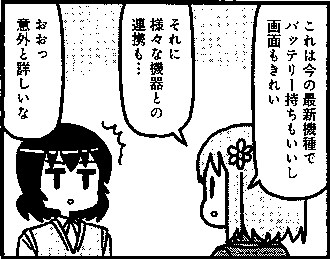 これは今の最新機種で
バッテリー持ちもいいし
画面もきれい
それに
様々な機器との
連携も…
おおっ
意外と詳しいな